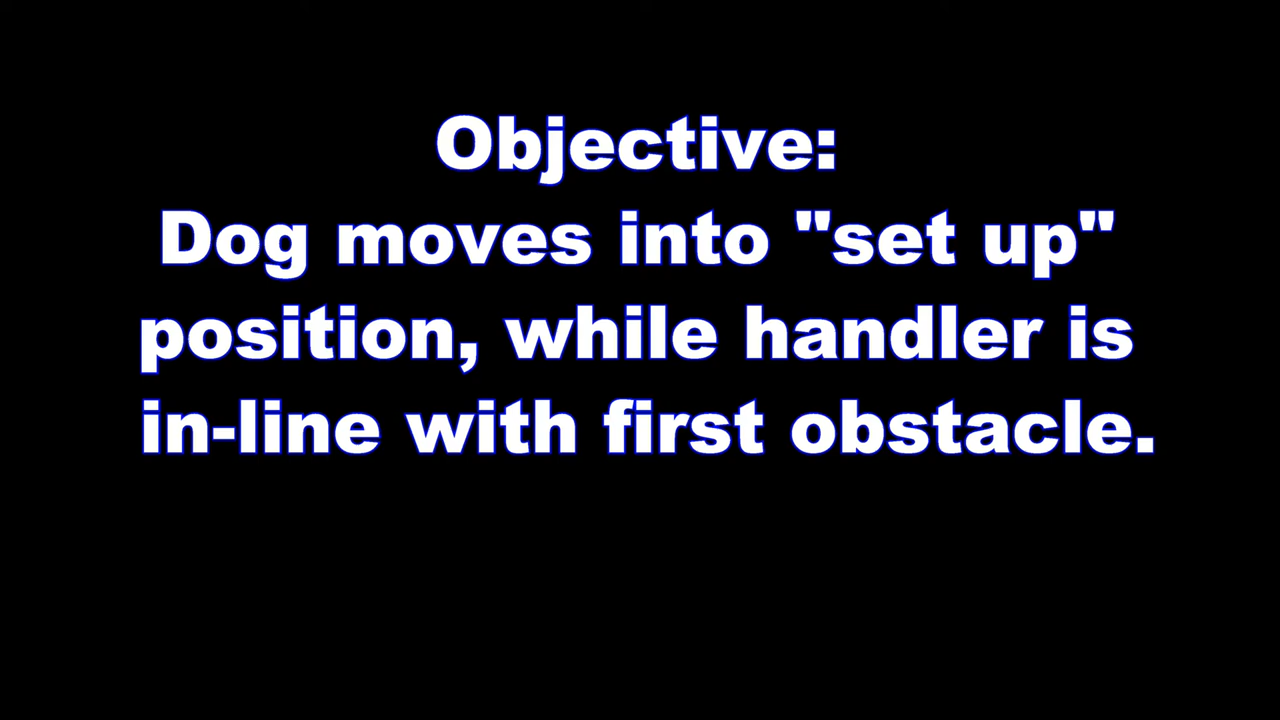 Objective:
Dog moves into "set up"
position, while handler is
in-line with first obstacle.